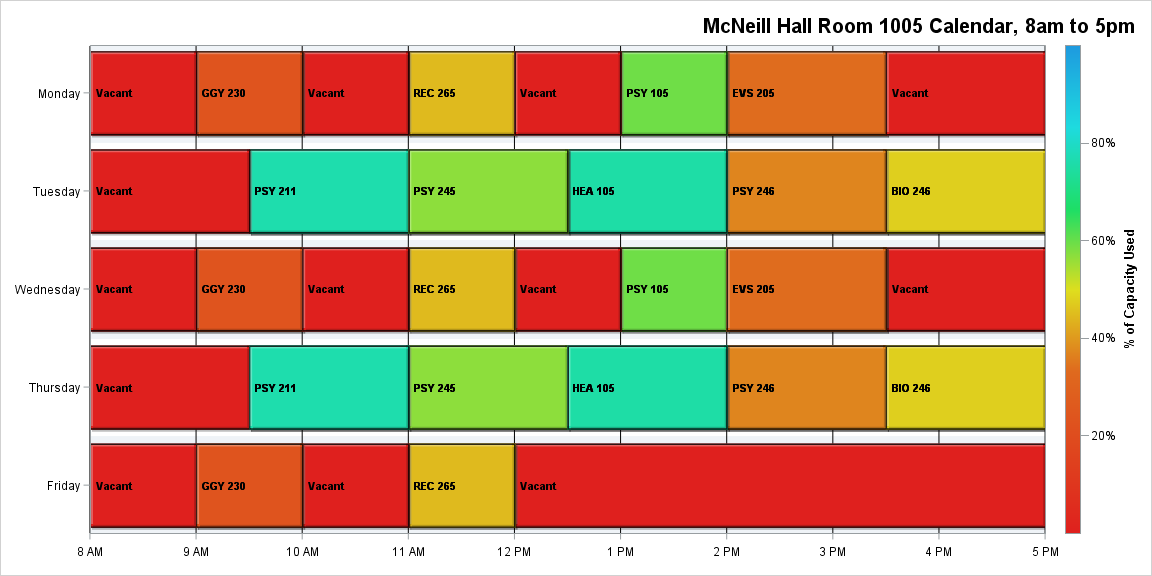 McNeill Hall Room 1005 Calendar, 8am to 5pm
Monday
Vacant
GGY 230
Vacant
REC 265
Vacant
PSY 105
EVS 205
Vacant
Tuesday
Vacant
PSY 211
PSY 245
HEA 105
PSY 246
BIO 246
Wednesday
Vacant
GGY 230
Vacant
REC 265
Vacant
PSY 105
EVS 205
Vacant
Thursday
Vacant
PSY 211
PSY 245
HEA 105
PSY 246
BIO 246
Friday
Vacant
GGY 230
Vacant
REC 265
Vacant
8 AM
9 AM
10 AM
11 AM
12 PM
1 PM
2 PM
3 PM
4 PM
5 PM
80%
60%
40%
20%
% of Capacity Used